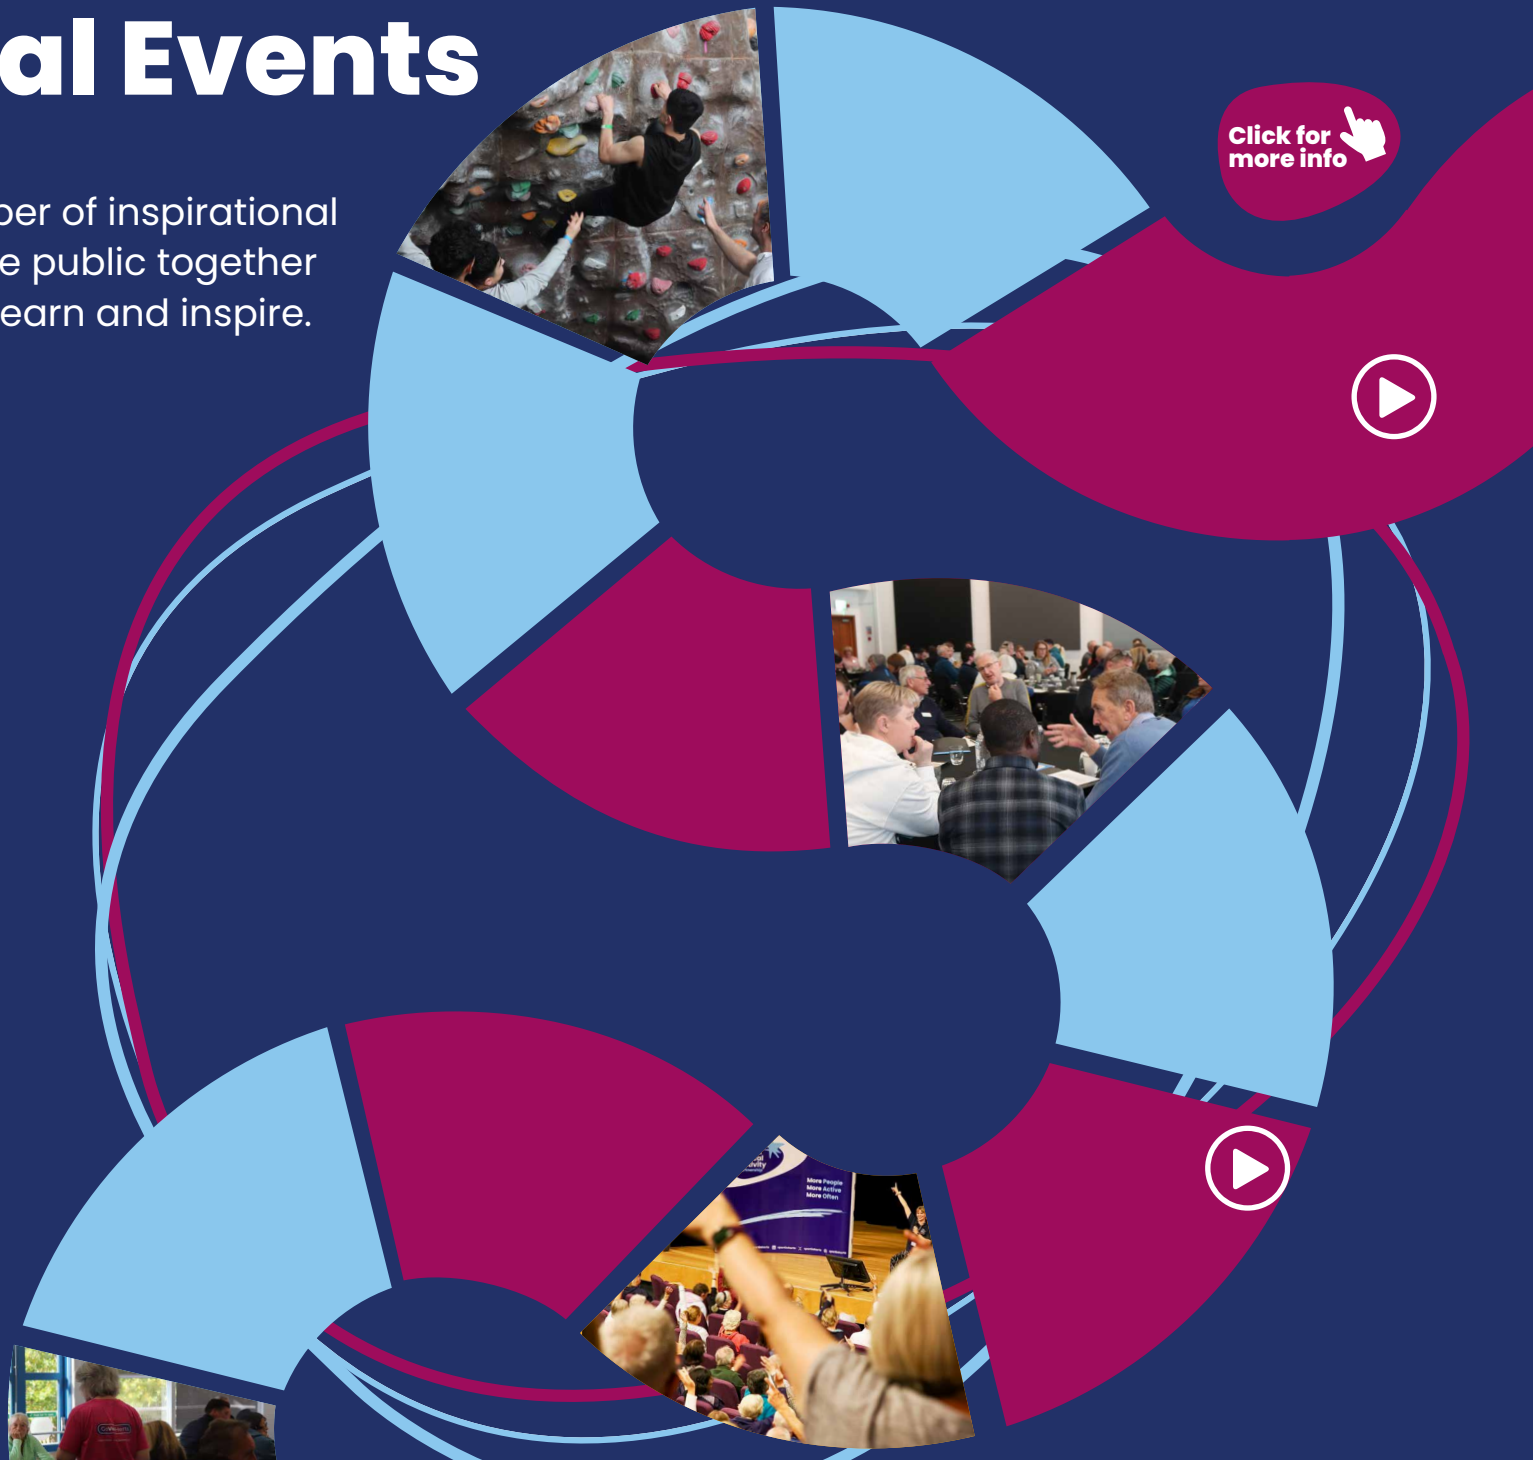 al Events
ber of inspirational
e public together
earn and inspire.
Click for
more info
More People
More Active
More Often